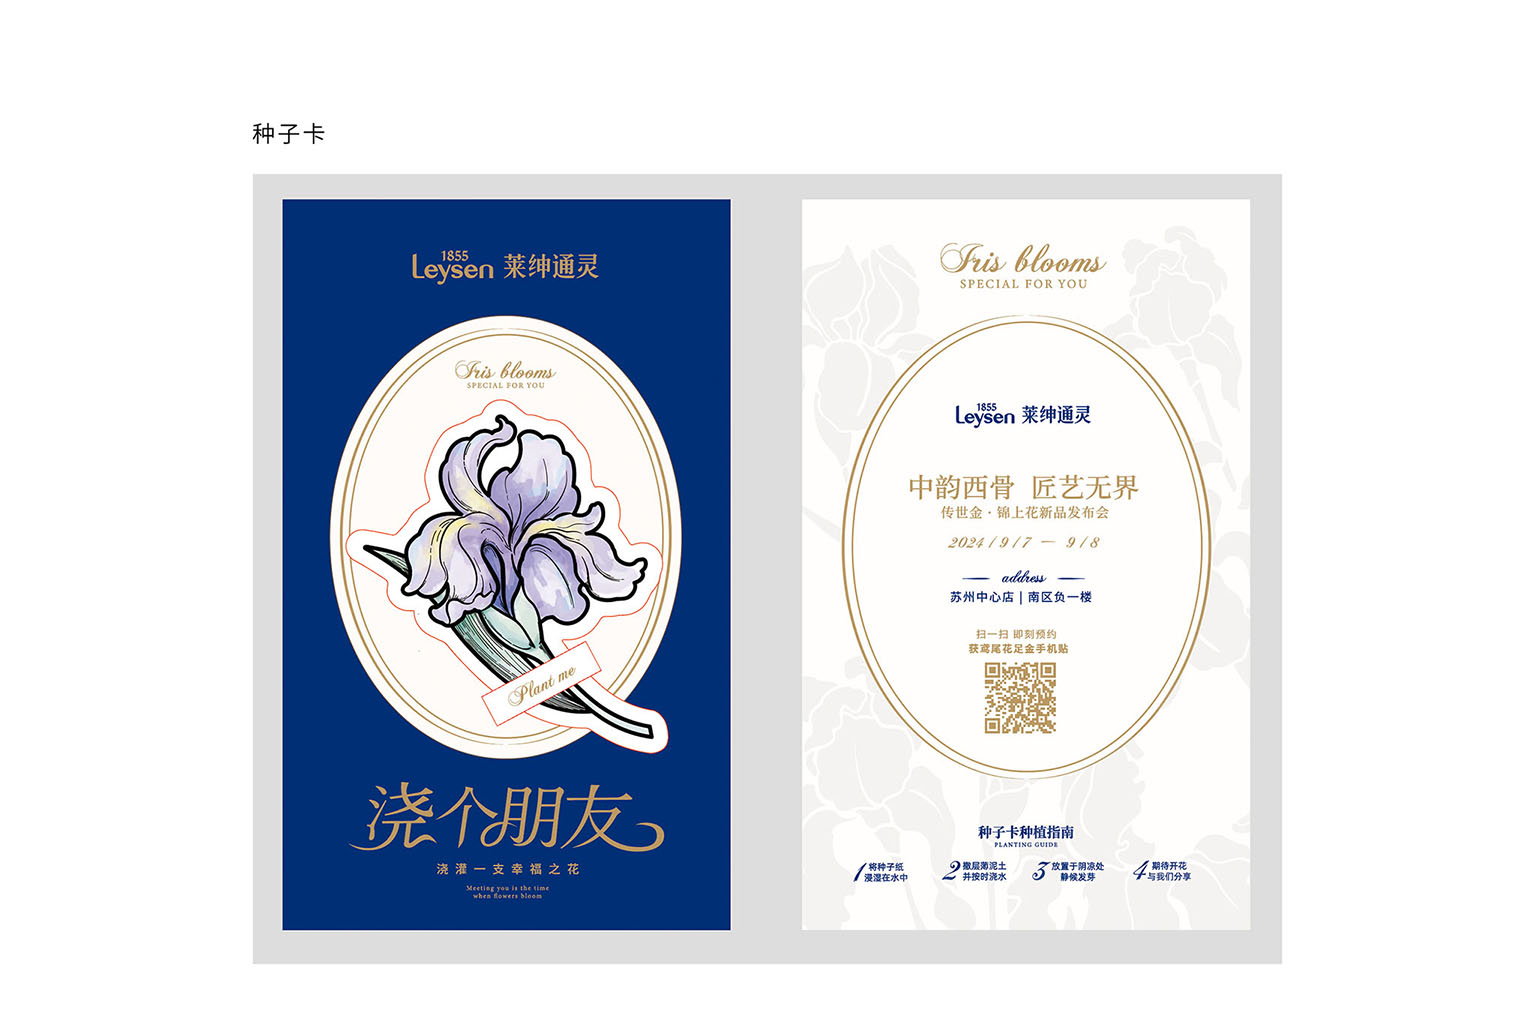 种子卡
1855
Leysen 莱绅通灵
Iris blooms
SPECIAL FOR YOU
Plant me
浇个朋友
浇灌一支幸福之花
Meeting you is the time
when flowers bloom
Iris blooms
SPECIAL FOR YOU
1855
Leysen 莱绅通灵
中韵西骨 匠艺无界
传世金·锦上花新品发布会
2024/9/7 — 9/8
address
苏州中心店 | 南区负一楼
扫一扫 即刻预约
获鸢尾花足金手机贴
种子卡种植指南
PLANTING GUIDE
1 将种子纸
浸湿在水中
2 撒层薄泥土
并按时浇水
3 放置于阴凉处
静候发芽
4 期待开花
与我们分享